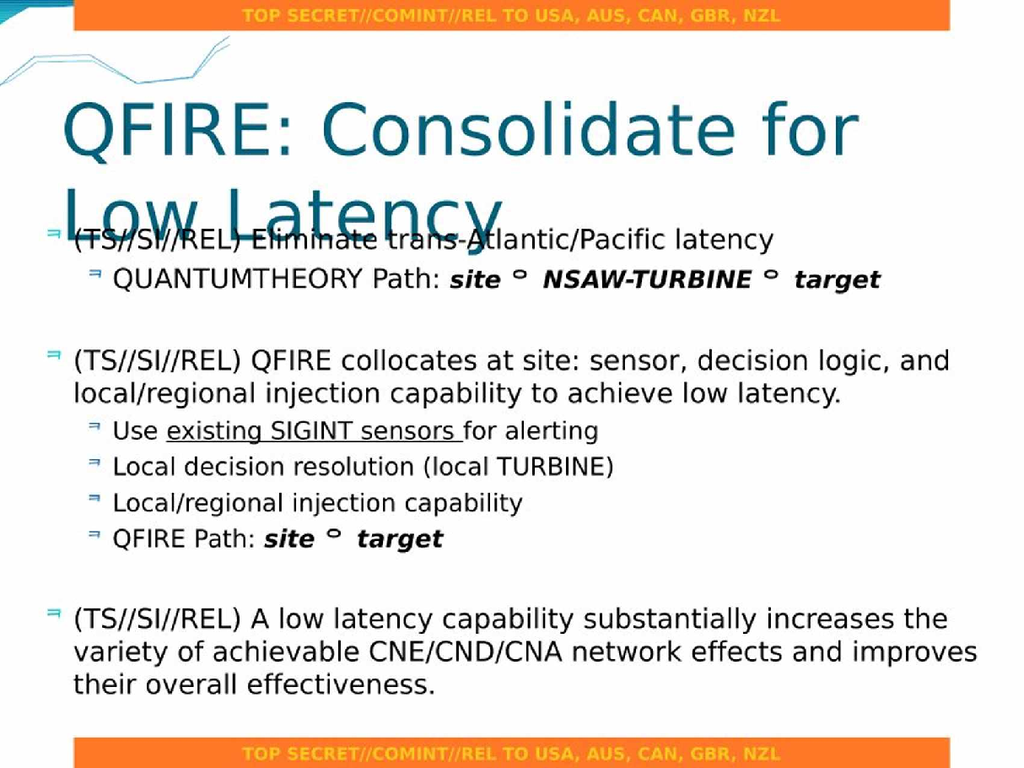 TOP SECRET//COMINT//REL TO USA, AUS, CAN, GBR, NZL
QFIRE: Consolidate for
Low Latency
(TS//SI//REL) Eliminate trans-Atlantic/Pacific latency
QUANTUMTHEORY Path: site º NSAW-TURBINE º target
(TS//SI//REL) QFIRE collocates at site: sensor, decision logic, and
local/regional injection capability to achieve low latency.
Use existing SIGINT sensors for alerting
Local decision resolution (local TURBINE)
Local/regional injection capability
QFIRE Path: site º target
(TS//SI//REL) A low latency capability substantially increases the
variety of achievable CNE/CND/CNA network effects and improves
their overall effectiveness.
TOP SECRET//COMINT//REL TO USA, AUS, CAN, GBR, NZL